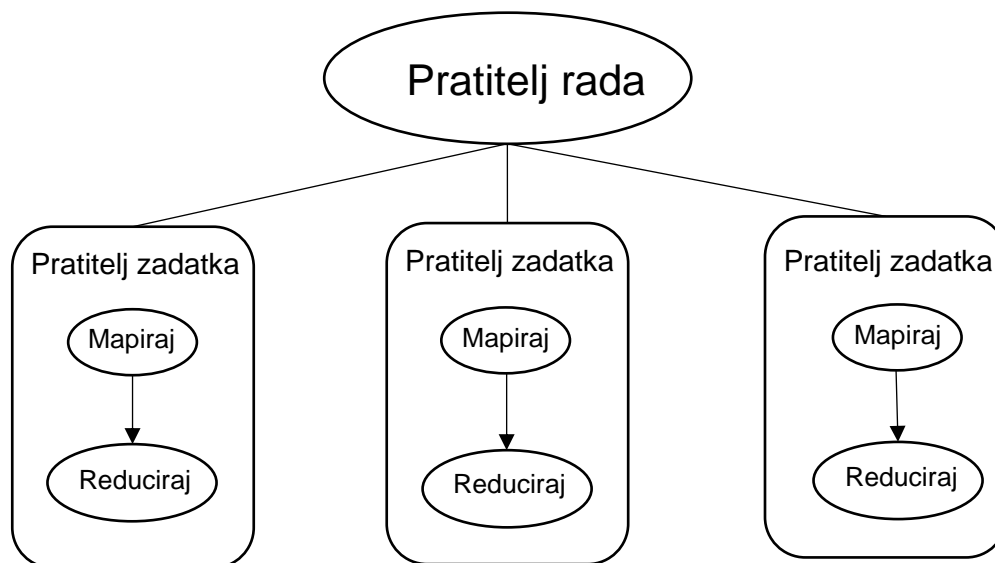 Pratitelj rada
Pratitelj zadatka
Mapiraj
Reduciraj
Pratitelj zadatka
Mapiraj
Reduciraj
Pratitelj zadatka
Mapiraj
Reduciraj